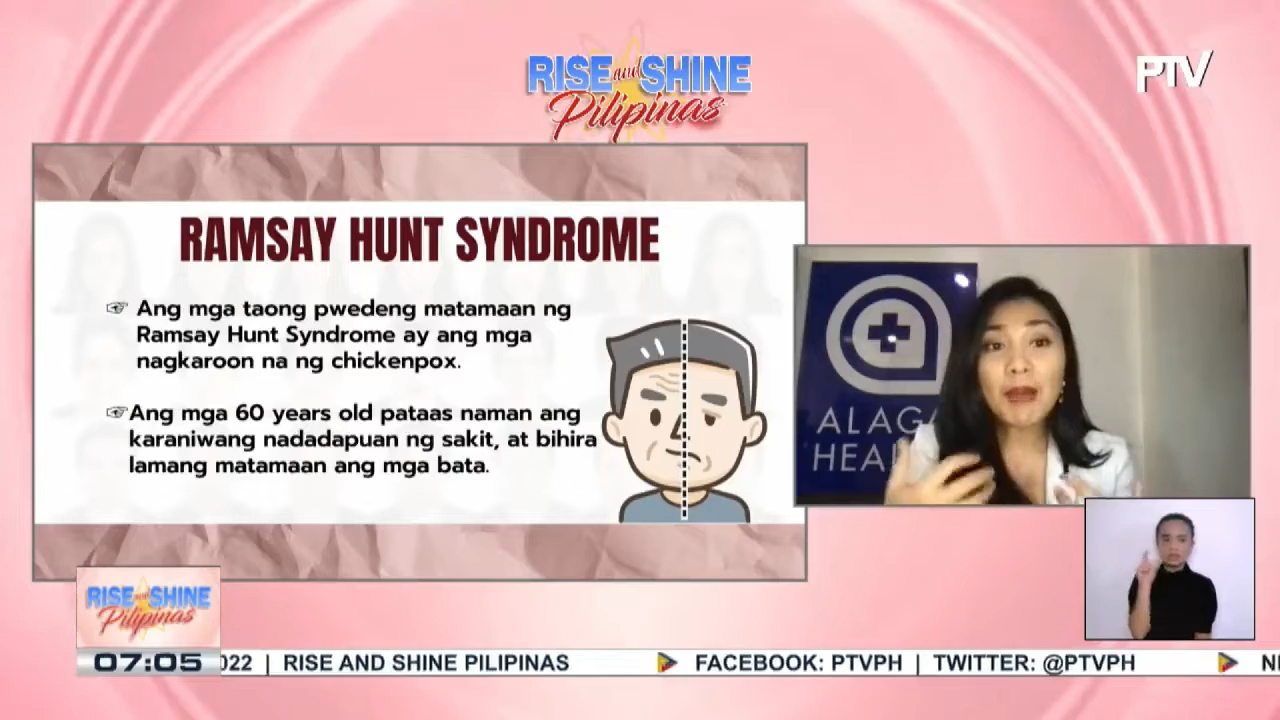 RISE and SHINE
Pilipinas
PTV
RAMSAY HUNT SYNDROME
☞ Ang mga taong pwedeng matamaan ng
Ramsay Hunt Syndrome ay ang mga
nagkaroon na ng chickenpox.
☞Ang mga 60 years old pataas naman ang
karaniwang nadadapuan ng sakit, at bihira
lamang matamaan ang mga bata.
ALAGA
HEA
RISE and SHINE
Pilipinas
07:05 022 | RISE AND SHINE PILIPINAS FACEBOOK: PTVPH | TWITTER: @PTVPH